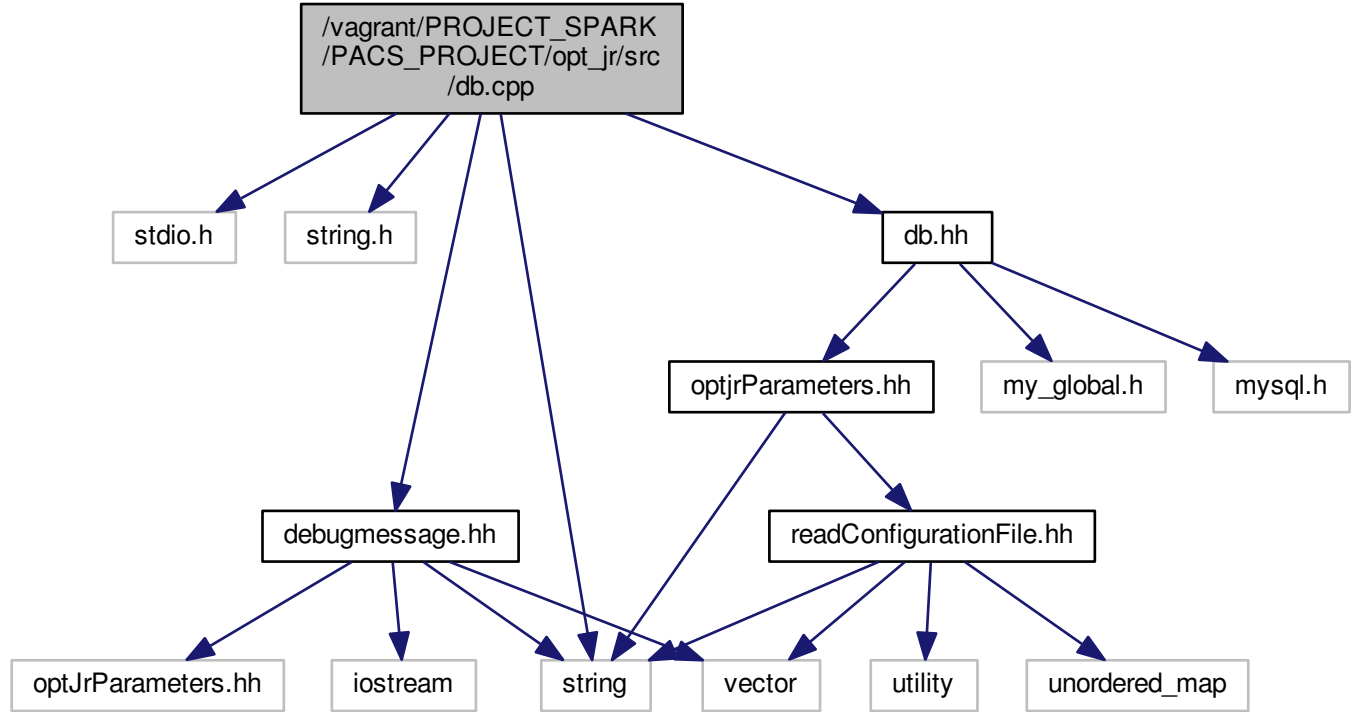 /vagrant/PROJECT_SPARK
/PACS_PROJECT/opt_jr/src
/db.cpp
stdio.h
string.h
db.hh
optjrParameters.hh
my_global.h
mysql.h
debugmessage.hh
readConfigurationFile.hh
optJrParameters.hh
iostream
string
vector
utility
unordered_map